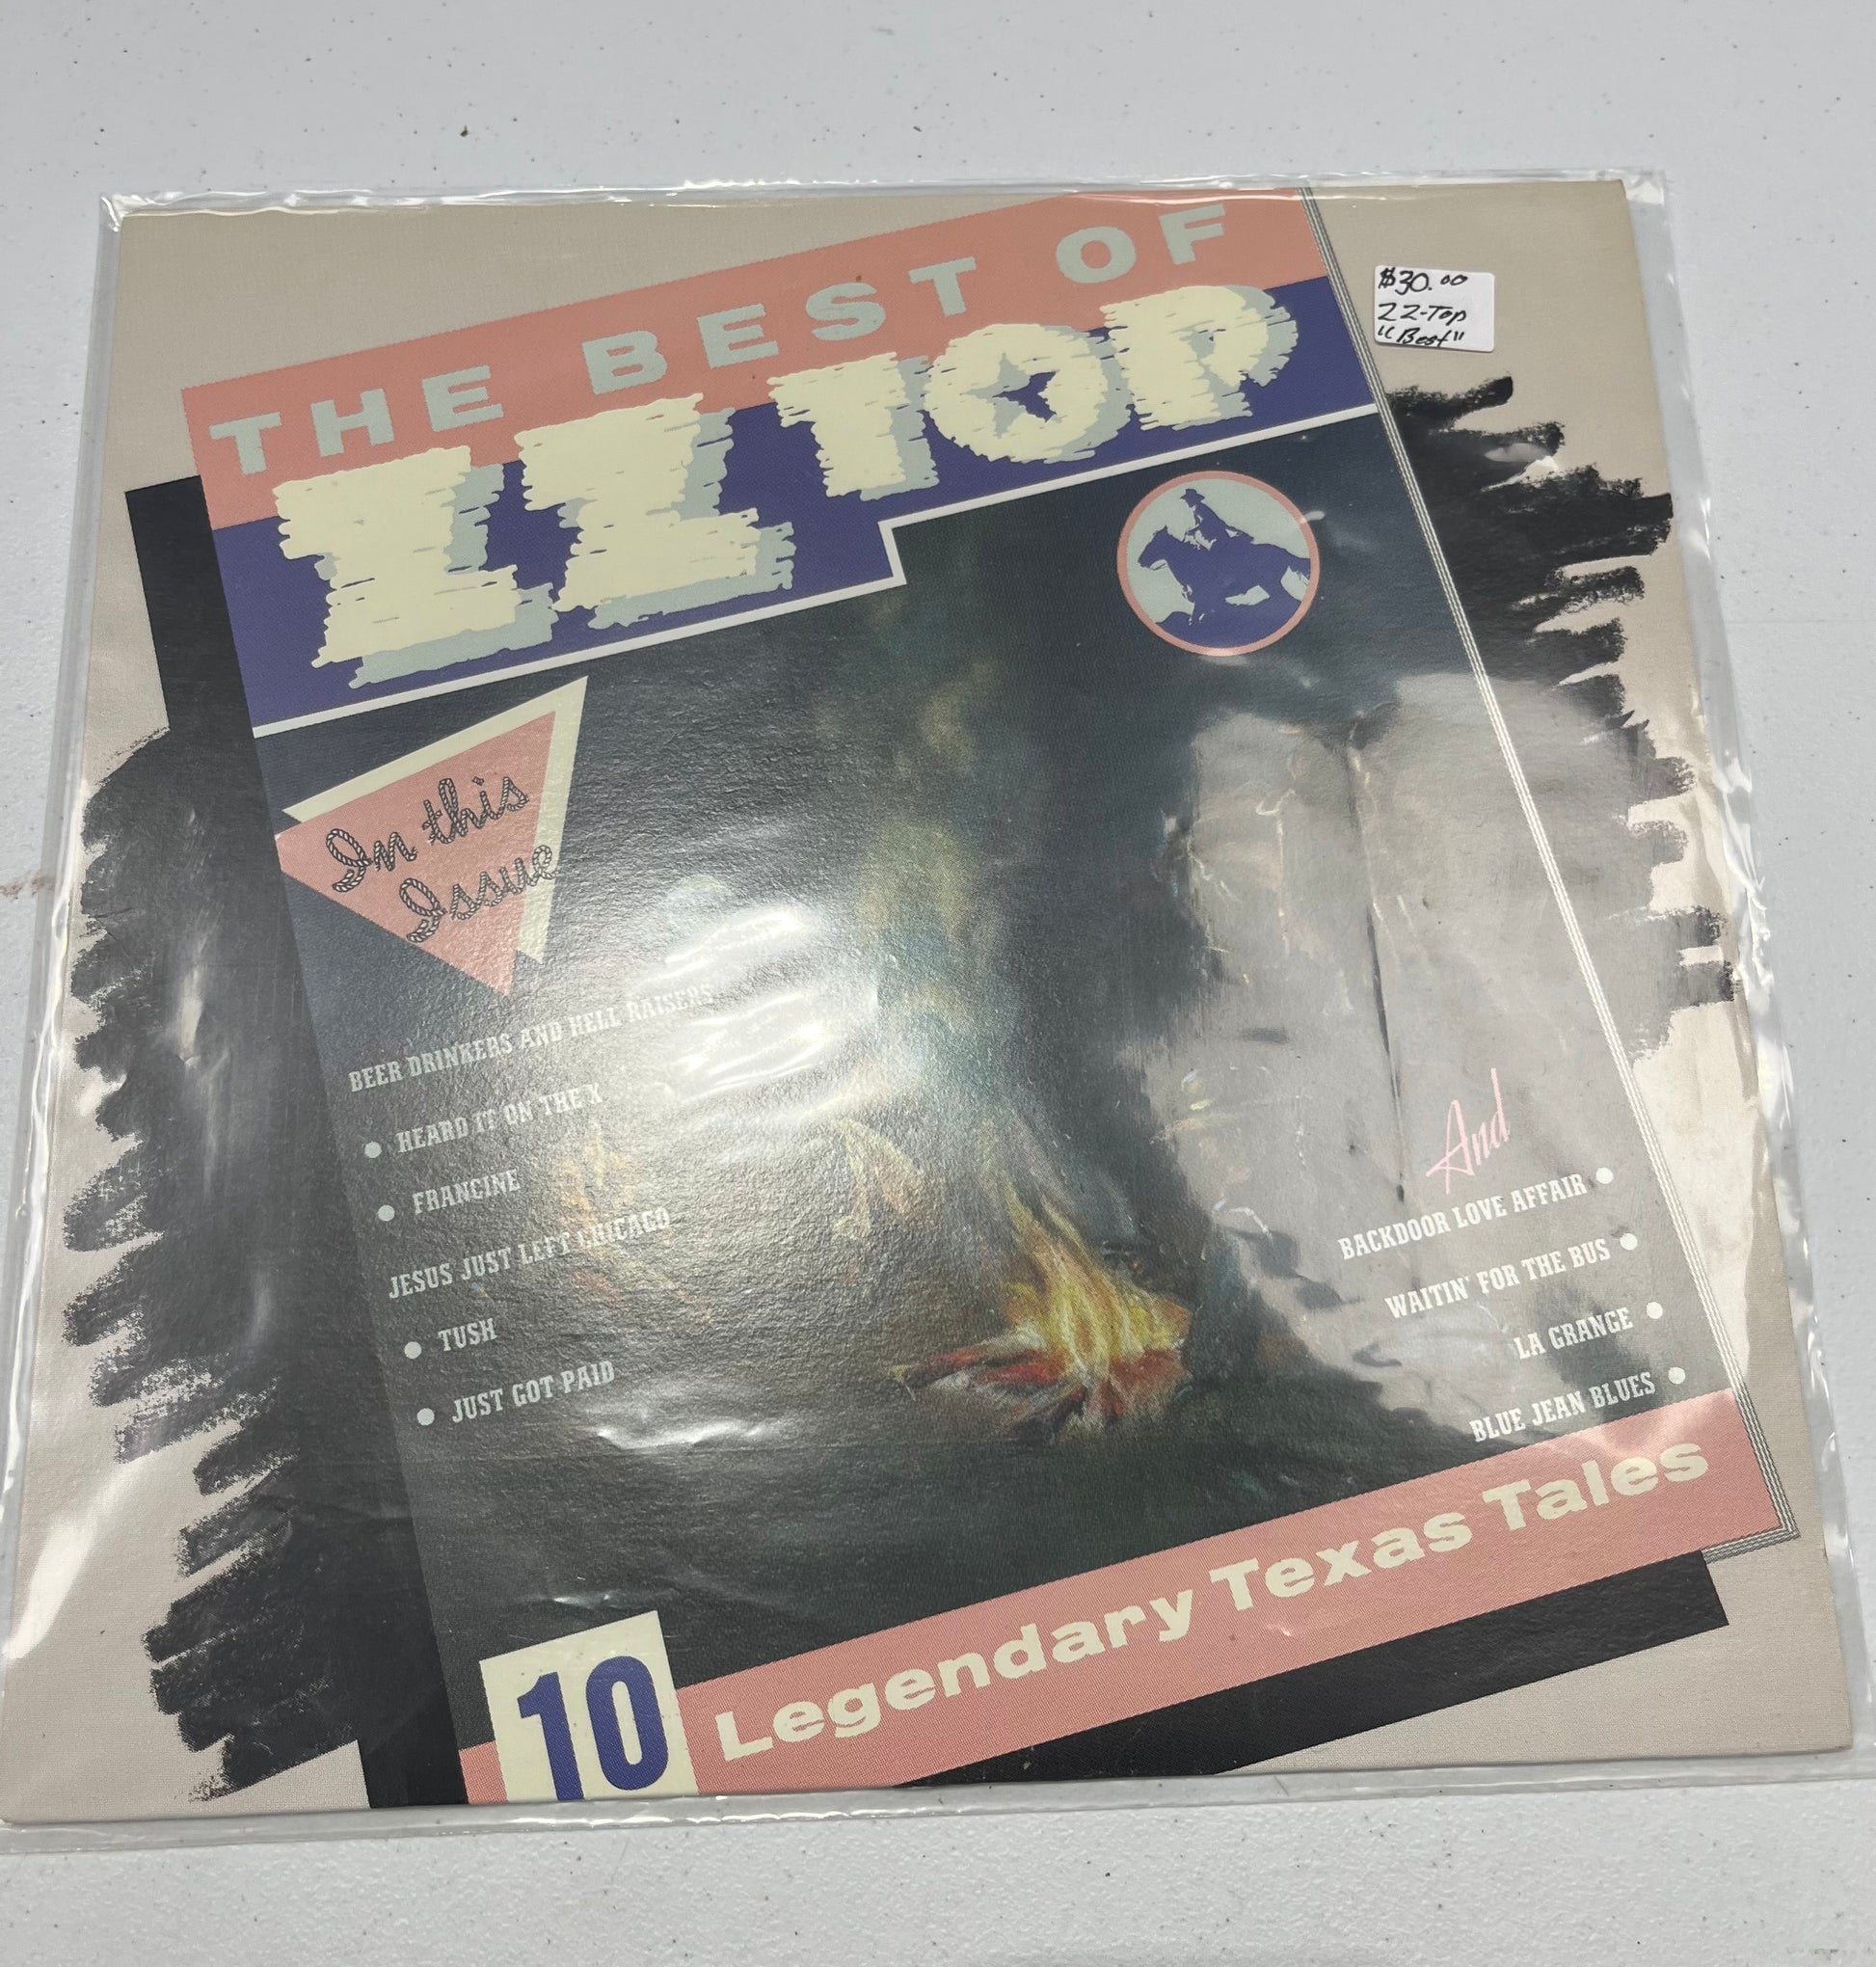 THE BEST OF
ZZ TOP
$30.00
ZZ-Top
"Best"
In this
Issue
BEER DRINKERS AND HELL RAISERS
• HEARD IT ON THE X
• FRANCINE
JESUS JUST LEFT CHICAGO
• TUSH
• JUST GOT PAID
And
BACKDOOR LOVE AFFAIR •
WAITIN' FOR THE BUS •
LA GRANGE •
BLUE JEAN BLUES •
10 Legendary Texas Tales